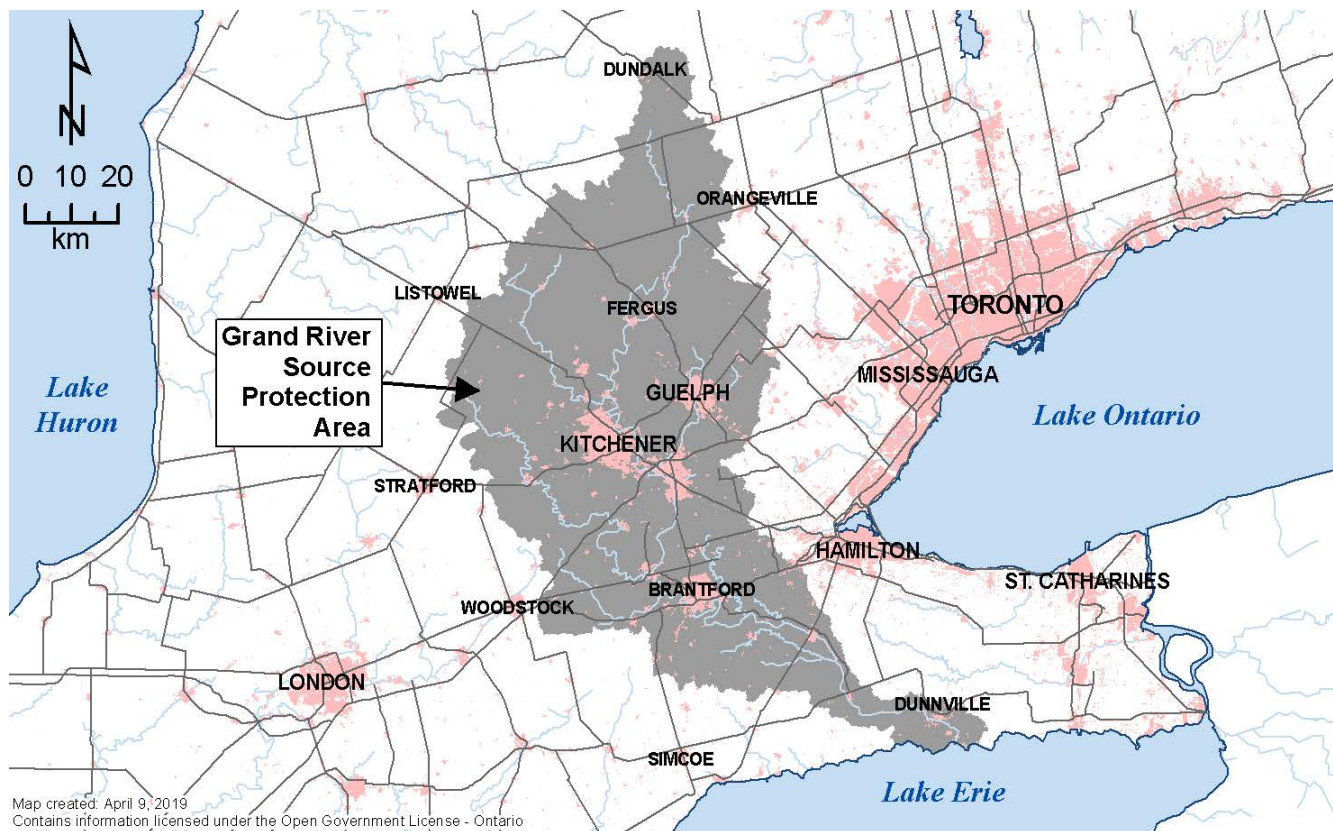 DUNDALK
N
0 10 20
km
ORANGEVILLE
LISTOWEL
FERGUS
TORONTO
Grand River
Source
Protection
Area
MISSISSAUGA
Lake
Huron
GUELPH
Lake Ontario
KITCHENER
STRATFORD
HAMILTON
ST. CATHARINES
BRANTFORD
WOODSTOCK
LONDON
DUNNVILLE
SIMCOE
Lake Erie
Map created: April 9, 2019
Contains information licensed under the Open Government License - Ontario